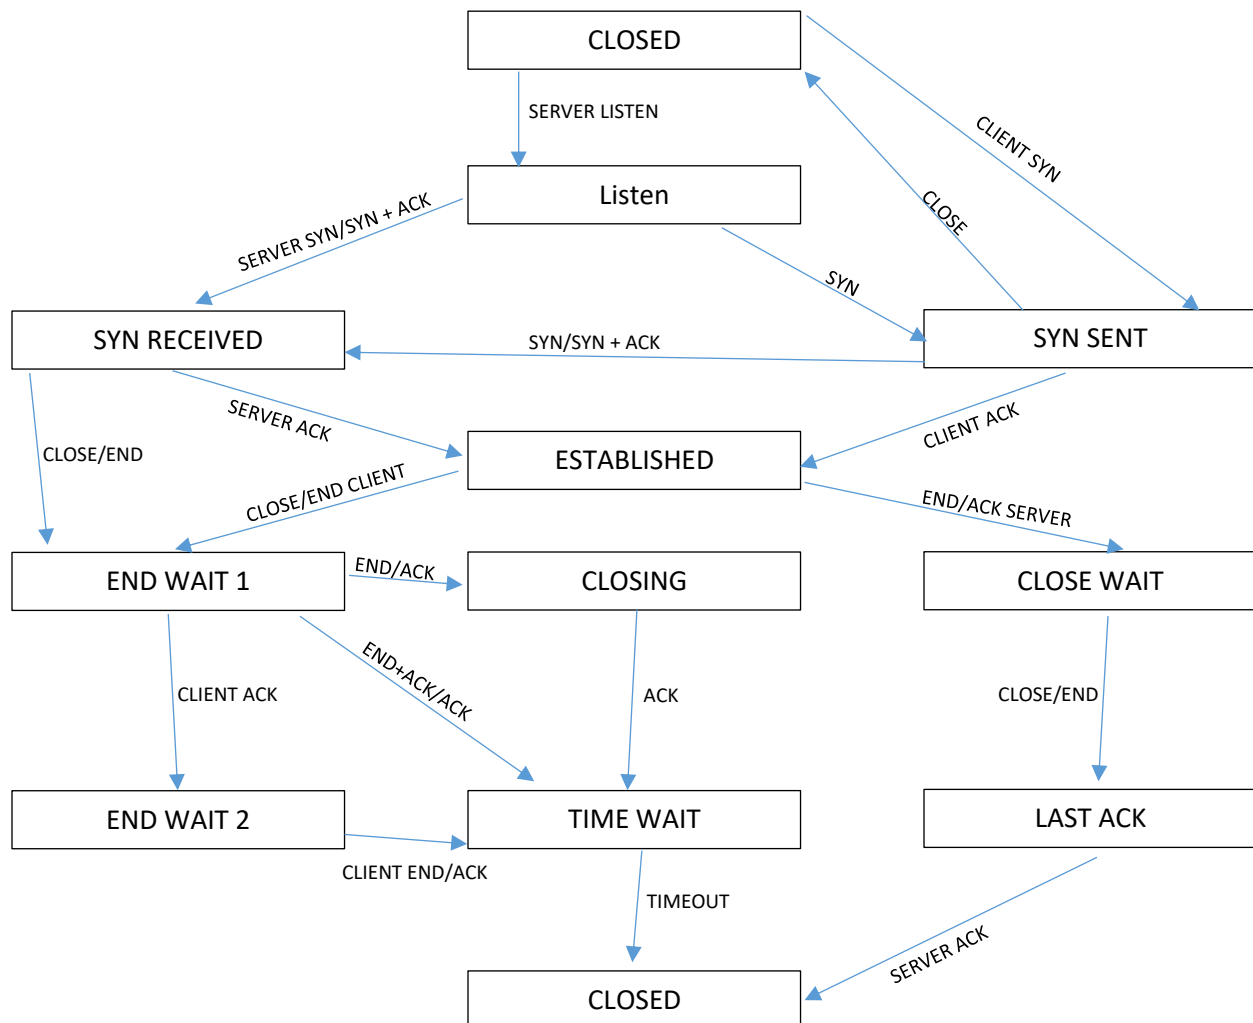 CLOSED
SERVER LISTEN
CLIENT SYN
Listen
CLOSE
SERVER SYN/SYN + ACK
SYN
SYN RECEIVED
SYN/SYN + ACK
SYN SENT
SERVER ACK
CLIENT ACK
CLOSE/END
ESTABLISHED
CLOSE/END CLIENT
END/ACK SERVER
END WAIT 1
END/ACK
CLOSING
CLOSE WAIT
CLIENT ACK
END+ACK/ACK
ACK
CLOSE/END
END WAIT 2
TIME WAIT
LAST ACK
CLIENT END/ACK
TIMEOUT
SERVER ACK
CLOSED